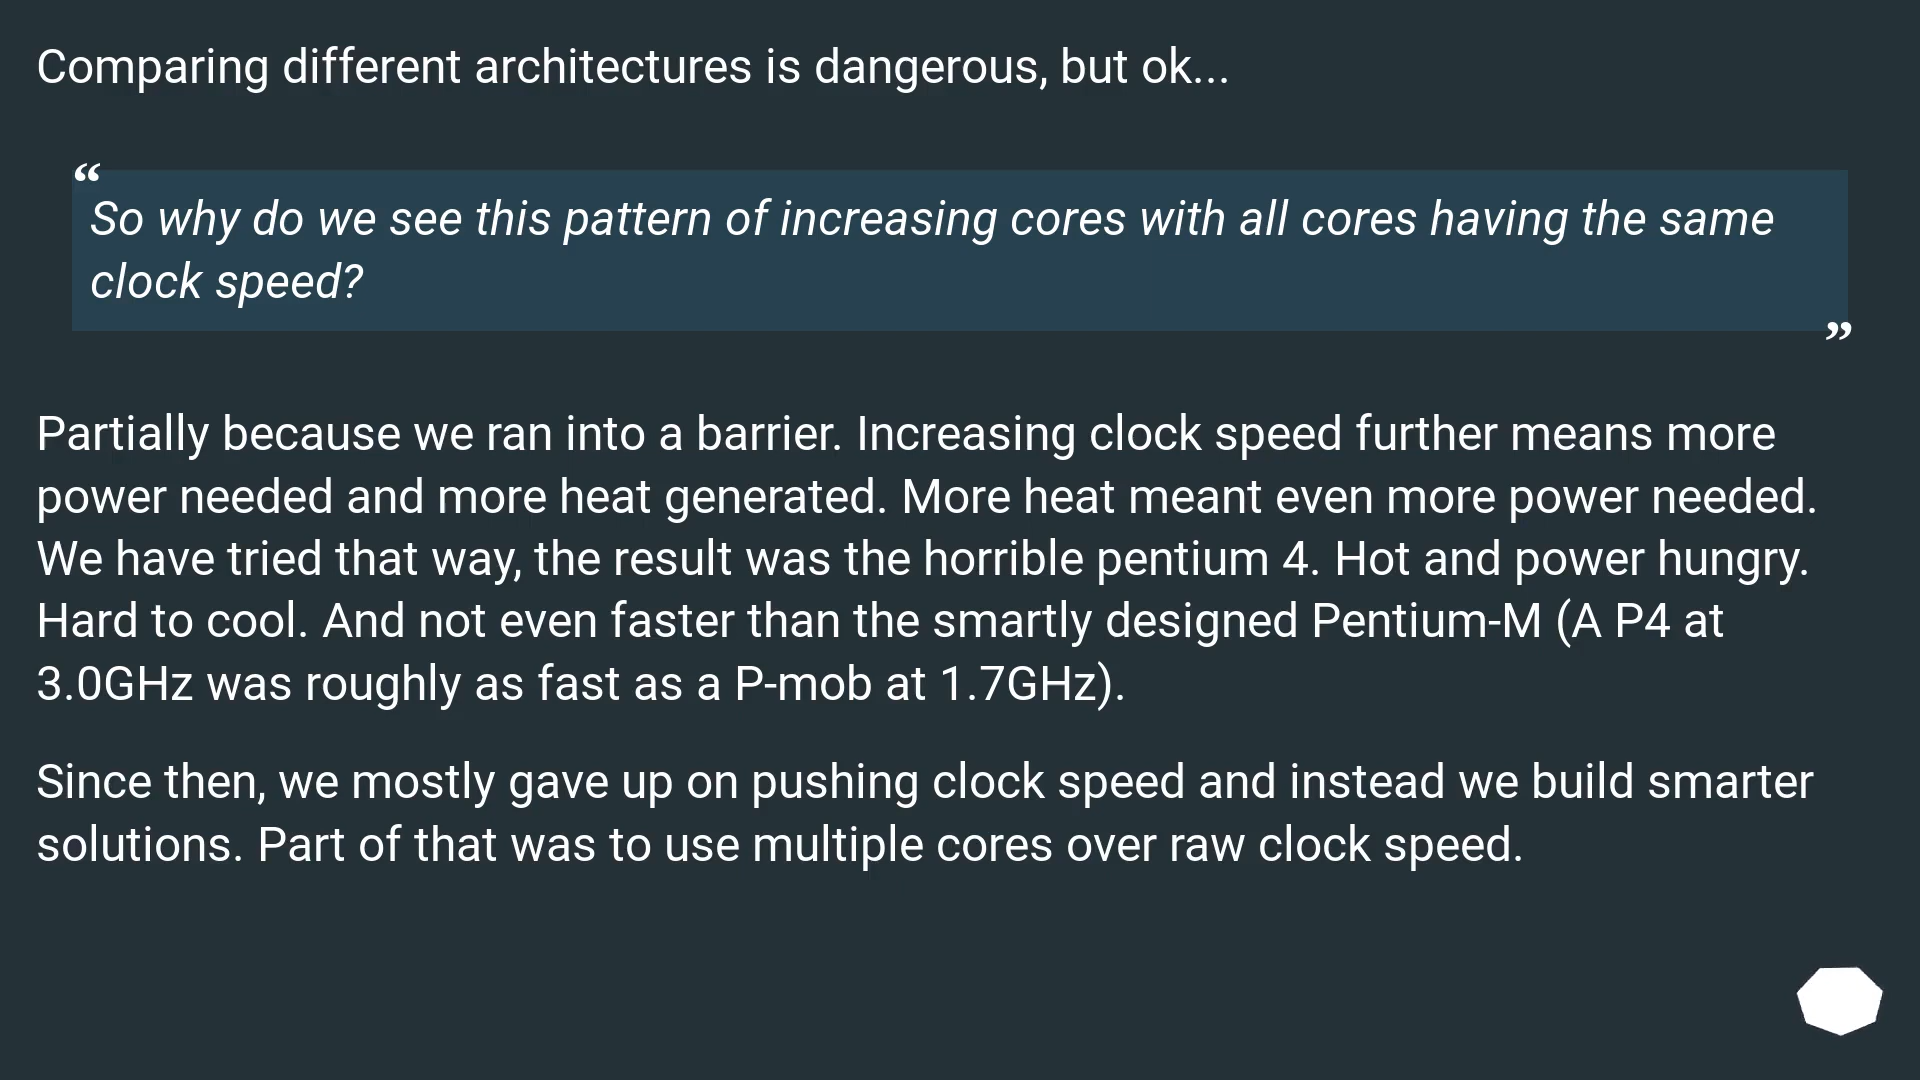 Comparing different architectures is dangerous, but ok...
“
So why do we see this pattern of increasing cores with all cores having the same
clock speed?
”
Partially because we ran into a barrier. Increasing clock speed further means more
power needed and more heat generated. More heat meant even more power needed.
We have tried that way, the result was the horrible pentium 4. Hot and power hungry.
Hard to cool. And not even faster than the smartly designed Pentium-M (A P4 at
3.0GHz was roughly as fast as a P-mob at 1.7GHz).
Since then, we mostly gave up on pushing clock speed and instead we build smarter
solutions. Part of that was to use multiple cores over raw clock speed.